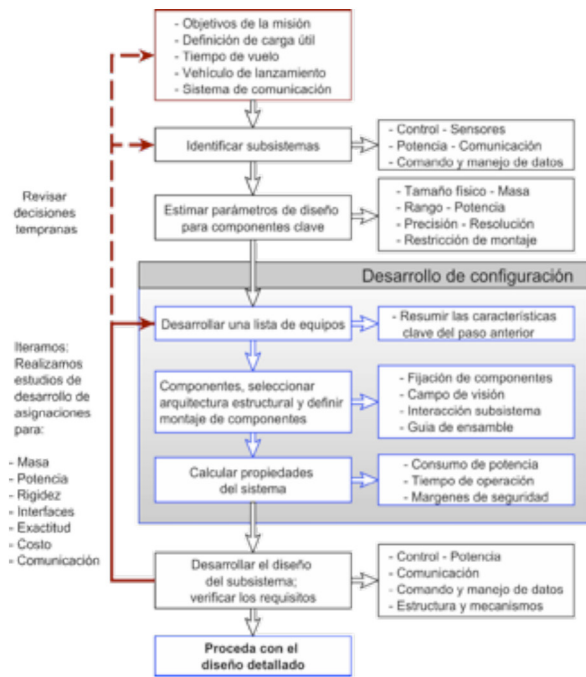 - Objetivos de la misión
- Definición de carga útil
- Tiempo de vuelo
- Vehículo de lanzamiento
- Sistema de comunicación
Identificar subsistemas
- Control - Sensores
- Potencia - Comunicación
- Comando y manejo de datos
Revisar
decisiones
tempranas
Estimar parámetros de diseño
para componentes clave
- Tamaño físico - Masa
- Rango - Potencia
- Precisión - Resolución
- Restricción de montaje
Desarrollo de configuración
Desarrollar una lista de equipos
- Resumir las características
clave del paso anterior
Iteramos:
Realizamos
estudios de
desarrollo de
asignaciones
para:
- Masa
- Potencia
- Rigidez
- Interfaces
- Exactitud
- Costo
- Comunicación
Componentes, seleccionar
arquitectura estructural y definir
montaje de componentes
- Fijación de componentes
- Campo de visión
- Interacción subsistema
- Guia de ensamble
Calcular propiedades
del sistema
- Consumo de potencia
- Tiempo de operación
- Margenes de seguridad
Desarrollar el diseño
del subsistema;
verificar los requisitos
- Control - Potencia
- Comunicación
- Comando y manejo de datos
- Estructura y mecanismos
Proceda con el
diseño detallado